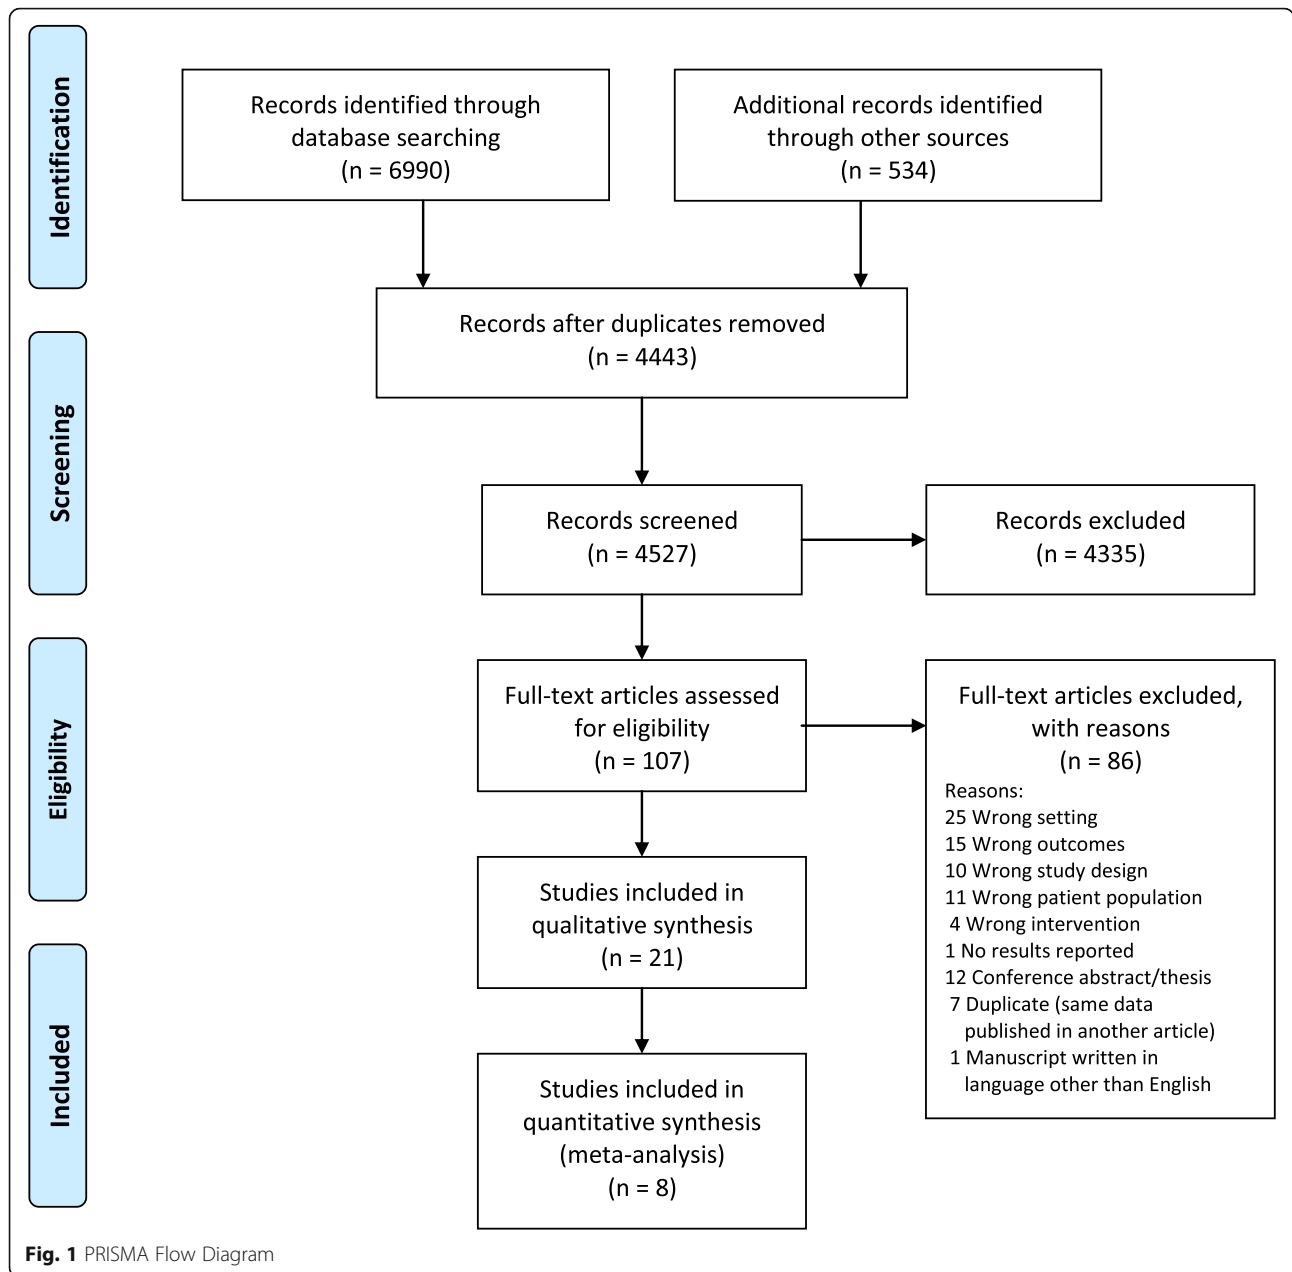 Identification
Records identified through
database searching
(n = 6990)
Additional records identified
through other sources
(n = 534)
Records after duplicates removed
(n = 4443)
Screening
Records screened
(n = 4527)
Records excluded
(n = 4335)
Eligibility
Full-text articles assessed
for eligibility
(n = 107)
Full-text articles excluded,
with reasons
(n = 86)
Reasons:
25 Wrong setting
15 Wrong outcomes
10 Wrong study design
11 Wrong patient population
4 Wrong intervention
1 No results reported
12 Conference abstract/thesis
7 Duplicate (same data
published in another article)
1 Manuscript written in
language other than English
Studies included in
qualitative synthesis
(n = 21)
Included
Studies included in
quantitative synthesis
(meta-analysis)
(n = 8)
Fig. 1 PRISMA Flow Diagram